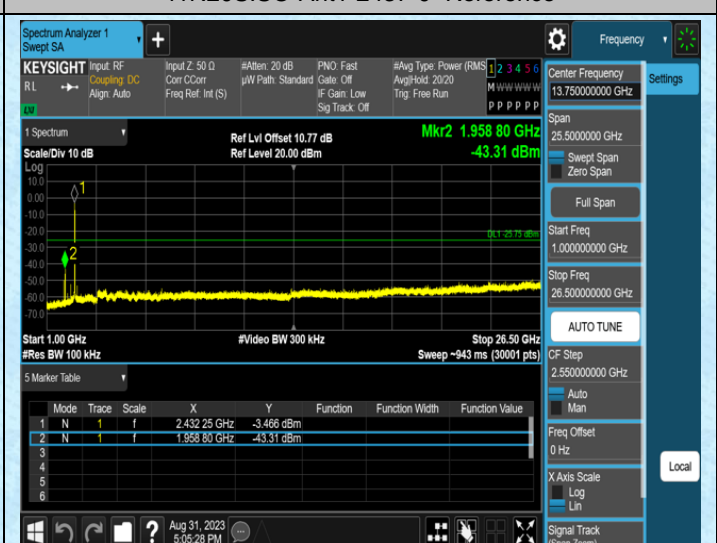 Spectrum Analyzer 1
Swept SA
Frequency
KEYSIGHT
RL
Input: RF
Coupling: DC
Align: Auto
Input Z: 50 Ω
Corr CCorr
Freq Ref: Int (S)
#Atten: 20 dB
µW Path: Standard
PNO: Fast
Gate: Off
IF Gain: Low
Sig Track: Off
#Avg Type: Power (RMS
Avg|Hold: 20/20
Trig: Free Run
1 2 3 4 5 6
M W W W W W
P P P P P P
Settings
Center Frequency
13.750000000 GHz
Span
25.5000000 GHz
Swept Span
Zero Span
Full Span
Start Freq
1.000000000 GHz
Stop Freq
26.500000000 GHz
AUTO TUNE
CF Step
2.550000000 GHz
Auto
Man
Freq Offset
0 Hz
X Axis Scale
Log
Lin
Signal Track
(Span Zoom)
Local
1 Spectrum
Scale/Div 10 dB
Ref Lvl Offset 10.77 dB
Ref Level 20.00 dBm
Mkr2 1.958 80 GHz
-43.31 dBm
Log
10.0
0.00
-10.0
-20.0
-30.0
-40.0
-50.0
-60.0
-70.0
1
2
DL1 -25.75 dBm
Start 1.00 GHz
#Res BW 100 kHz
#Video BW 300 kHz
Stop 26.50 GHz
Sweep ~943 ms (30001 pts)
5 Marker Table
Mode Trace Scale X Y Function Function Width Function Value
1 N 1 f 2.432 25 GHz -3.466 dBm
2 N 1 f 1.958 80 GHz -43.31 dBm
3
4
5
6
?
Aug 31, 2023
5:05:28 PM